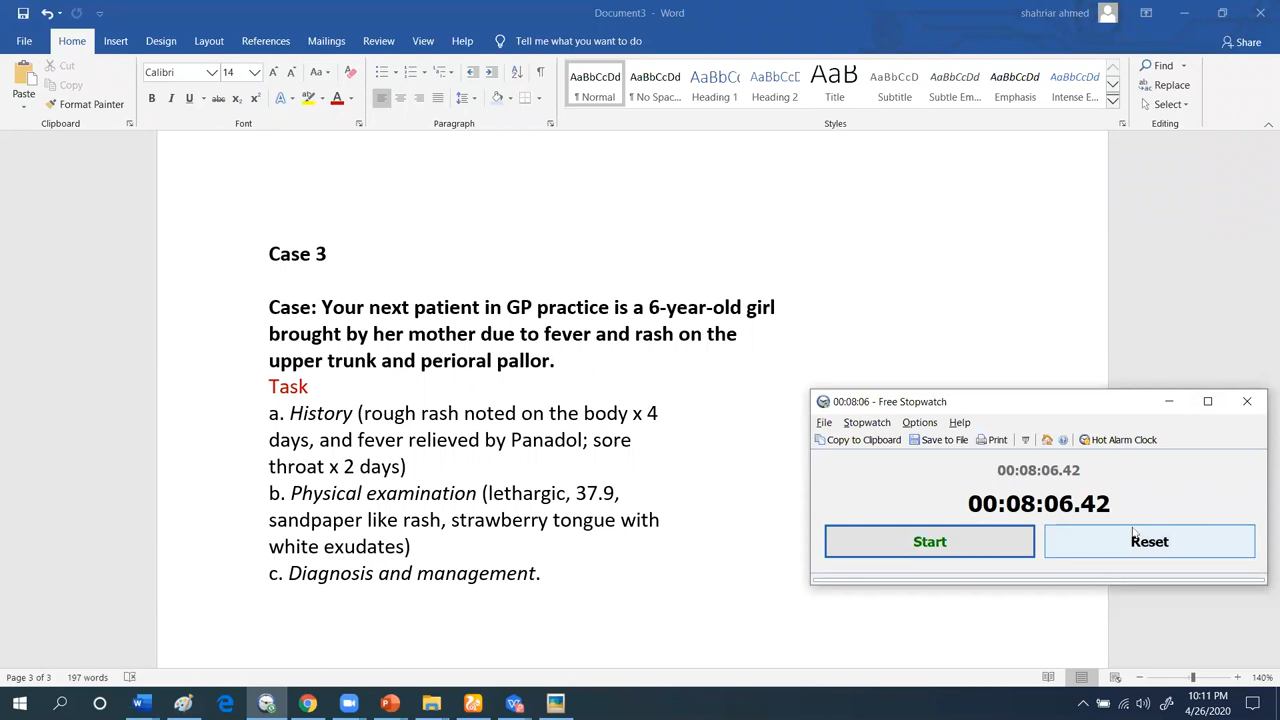 Document3 - Word
shahriar ahmed
File Home Insert Design Layout References Mailings Review View Help Tell me what you want to do Share
Paste
Cut
Copy
Format Painter
Calibri 14
AaBbCcDd AaBbCcDd AaBbCc AaBbCcD AaB AaBbCcD AaBbCcDd AaBbCcDd AaBbCcDd
¶ Normal ¶ No Spac... Heading 1 Heading 2 Title Subtitle Subtle Em... Emphasis Intense E...
Find
Replace
Select
Clipboard Font Paragraph Styles Editing
Case 3
Case: Your next patient in GP practice is a 6-year-old girl
brought by her mother due to fever and rash on the
upper trunk and perioral pallor.
Task
a. History (rough rash noted on the body x 4
days, and fever relieved by Panadol; sore
throat x 2 days)
b. Physical examination (lethargic, 37.9,
sandpaper like rash, strawberry tongue with
white exudates)
c. Diagnosis and management.
00:08:06 - Free Stopwatch
File Stopwatch Options Help
Copy to Clipboard Save to File Print Hot Alarm Clock
00:08:06.42
00:08:06.42
Start Reset
Page 3 of 3 197 words 140%
10:11 PM
4/26/2020